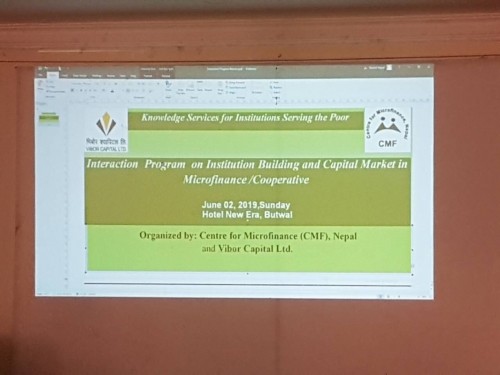 Knowledge Services for Institutions Serving the Poor
भिबोर क्यापिटल लि
VIBOR CAPITAL LTD
Centre for Microfinance, Nepal
CMF
Interaction Program on Institution Building and Capital Market in
Microfinance/Cooperative
June 02, 2019,Sunday
Hotel New Era, Butwal
Organized by: Centre for Microfinance (CMF), Nepal
and Vibor Capital Ltd.